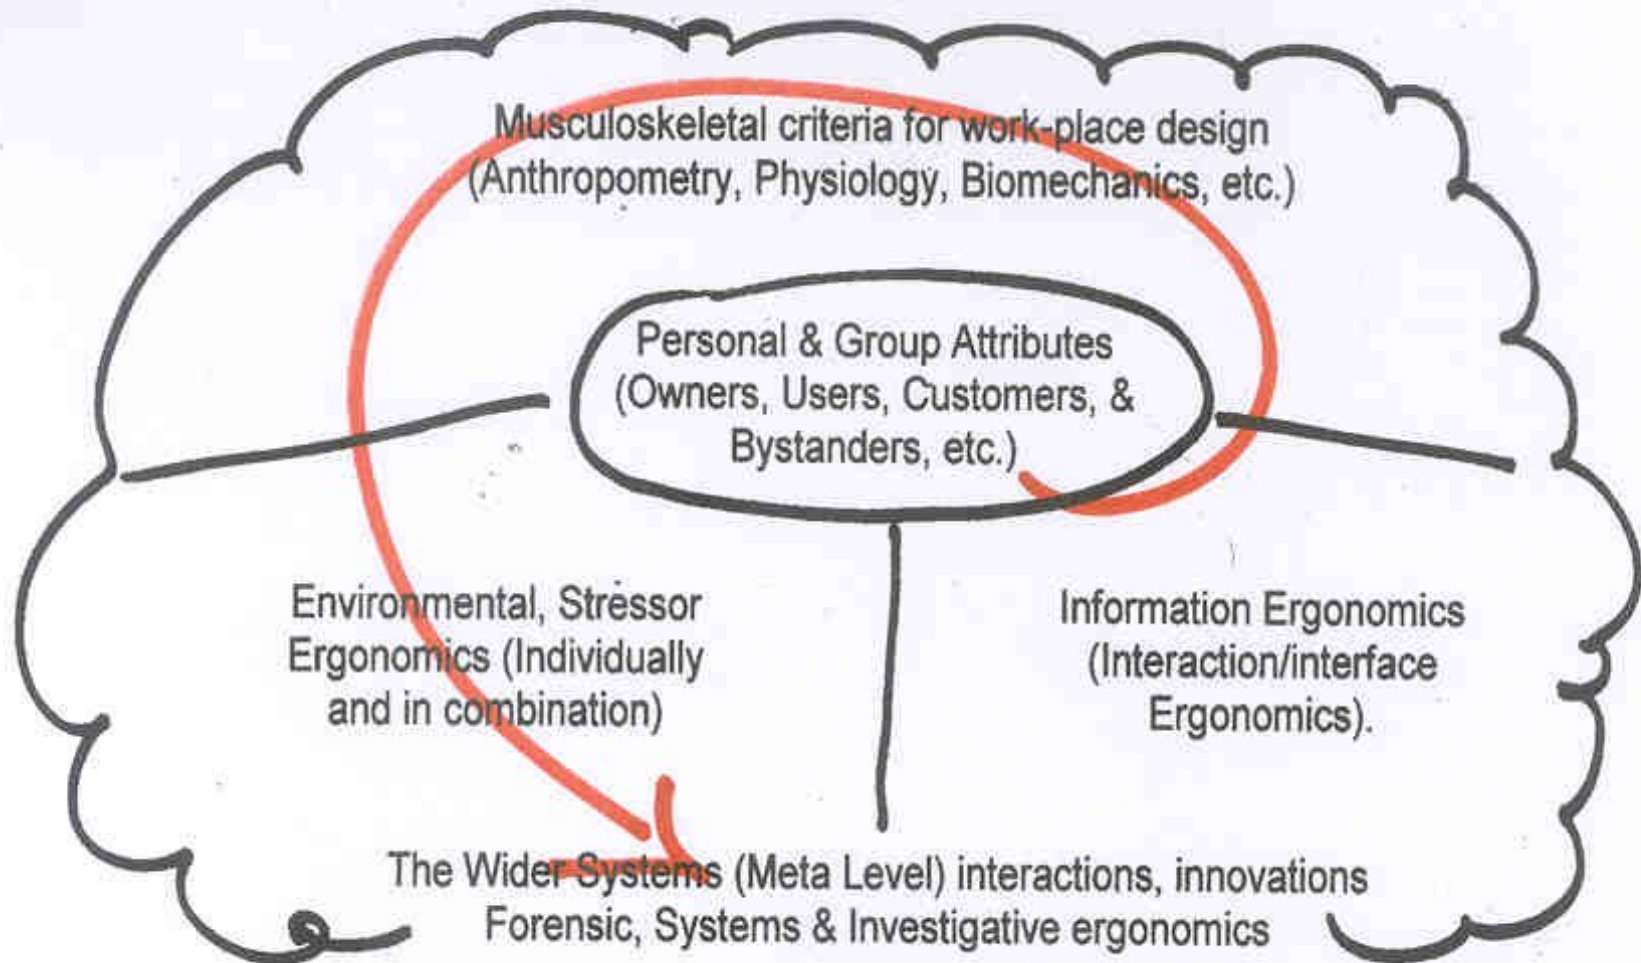 Musculoskeletal criteria for work-place design
(Anthropometry, Physiology, Biomechanics, etc.)
Personal & Group Attributes
(Owners, Users, Customers, &
Bystanders, etc.)
Environmental, Stressor
Ergonomics (Individually
and in combination)
Information Ergonomics
(Interaction/interface
Ergonomics).
The Wider Systems (Meta Level) interactions, innovations
Forensic, Systems & Investigative ergonomics